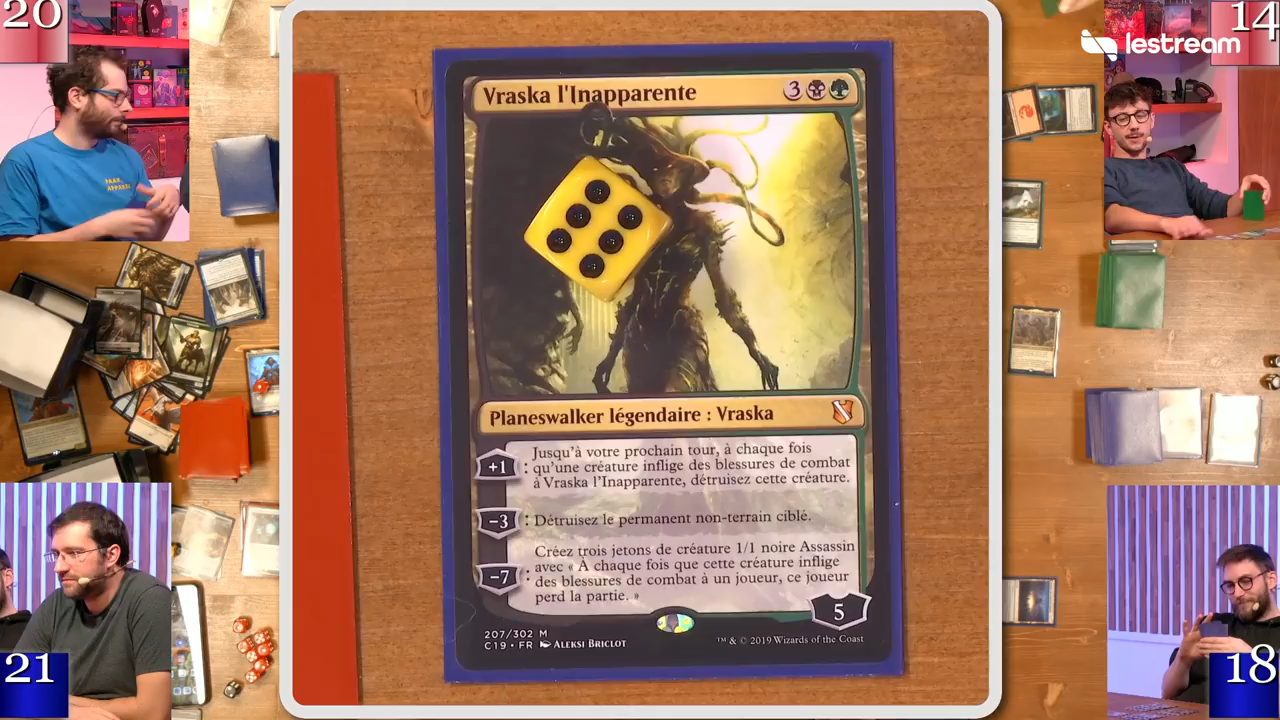 20
14
lestream
Vraska l'Inapparente
3
Planeswalker légendaire : Vraska
+1 : Jusqu'à votre prochain tour, à chaque fois
qu'une créature inflige des blessures de combat
à Vraska l'Inapparente, détruisez cette créature.
-3 : Détruisez le permanent non-terrain ciblé.
-7 : Créez trois jetons de créature 1/1 noire Assassin
avec « À chaque fois que cette créature inflige
des blessures de combat à un joueur, ce joueur
perd la partie. »
5
207/302 M
C19 • FR Aleksi Briclot
™ & © 2019 Wizards of the Coast
21
18